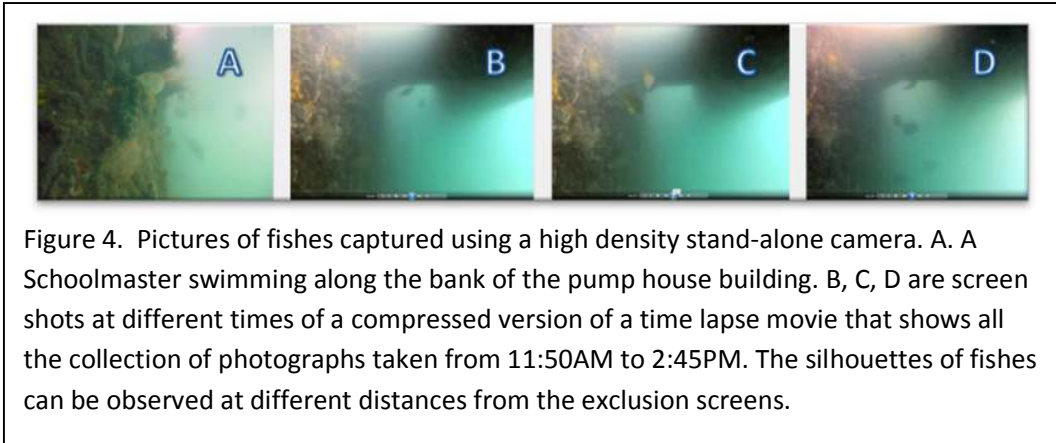 A B C D
Figure 4. Pictures of fishes captured using a high density stand-alone camera. A. A
Schoolmaster swimming along the bank of the pump house building. B, C, D are screen
shots at different times of a compressed version of a time lapse movie that shows all
the collection of photographs taken from 11:50AM to 2:45PM. The silhouettes of fishes
can be observed at different distances from the exclusion screens.